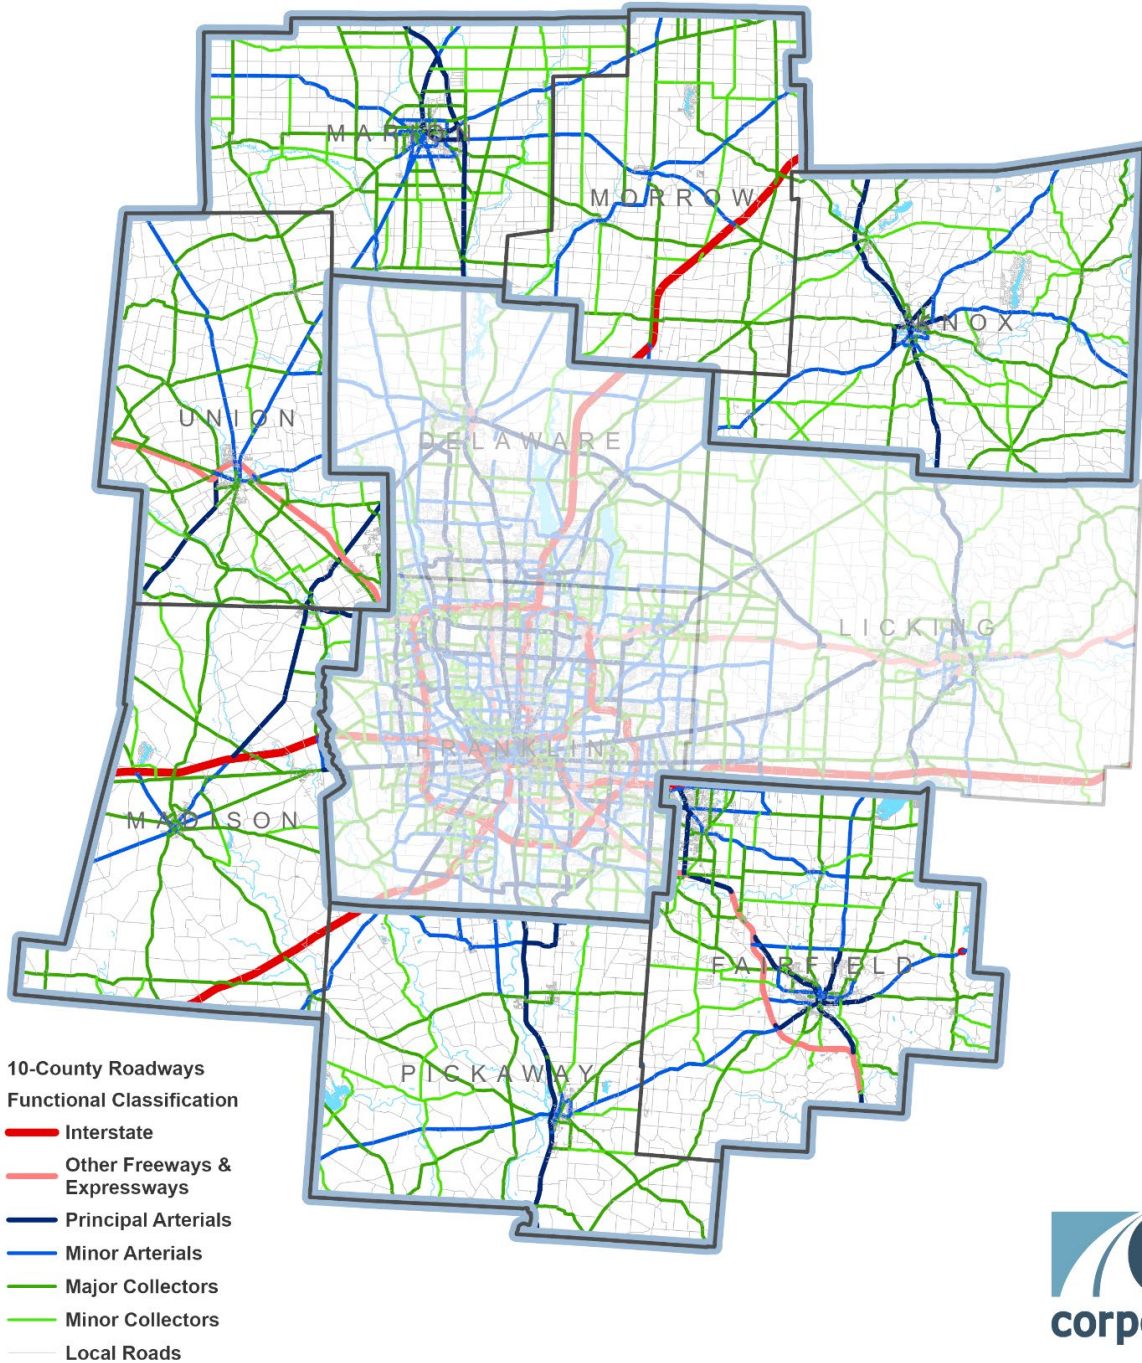 MARION
MORROW
KNOX
UNION
DELAWARE
LICKING
FRANKLIN
MADISON
FAIRFIELD
PICKAWAY
10-County Roadways
Functional Classification
Interstate
Other Freeways &
Expressways
Principal Arterials
Minor Arterials
Major Collectors
Minor Collectors
Local Roads
corp